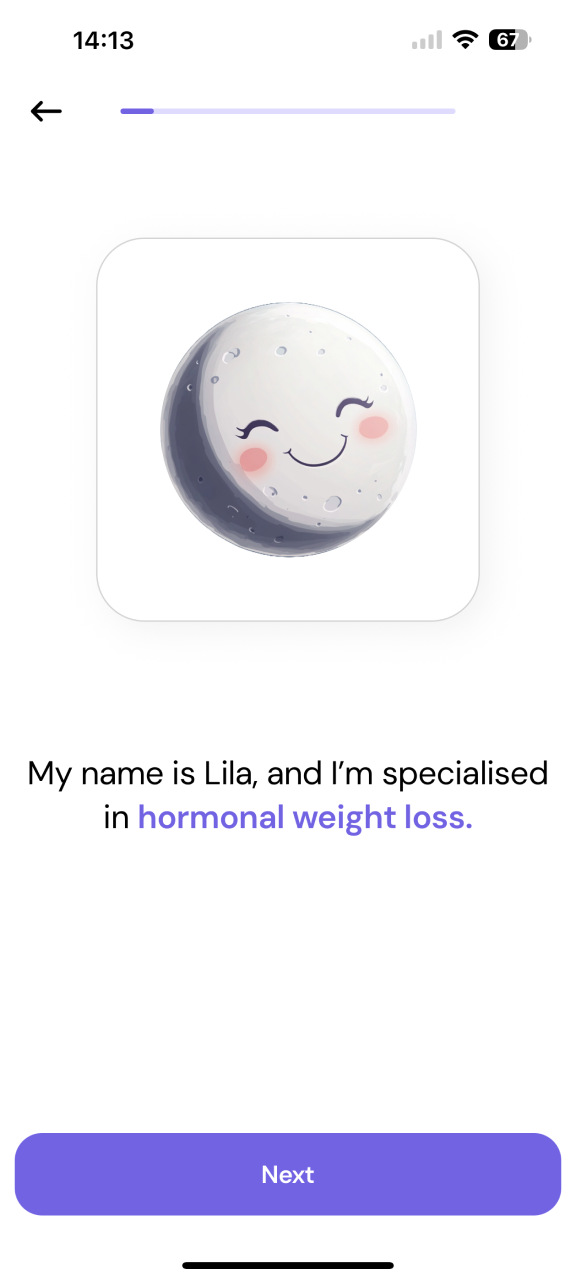 14:13
67
My name is Lila, and I’m specialised
in hormonal weight loss.
Next